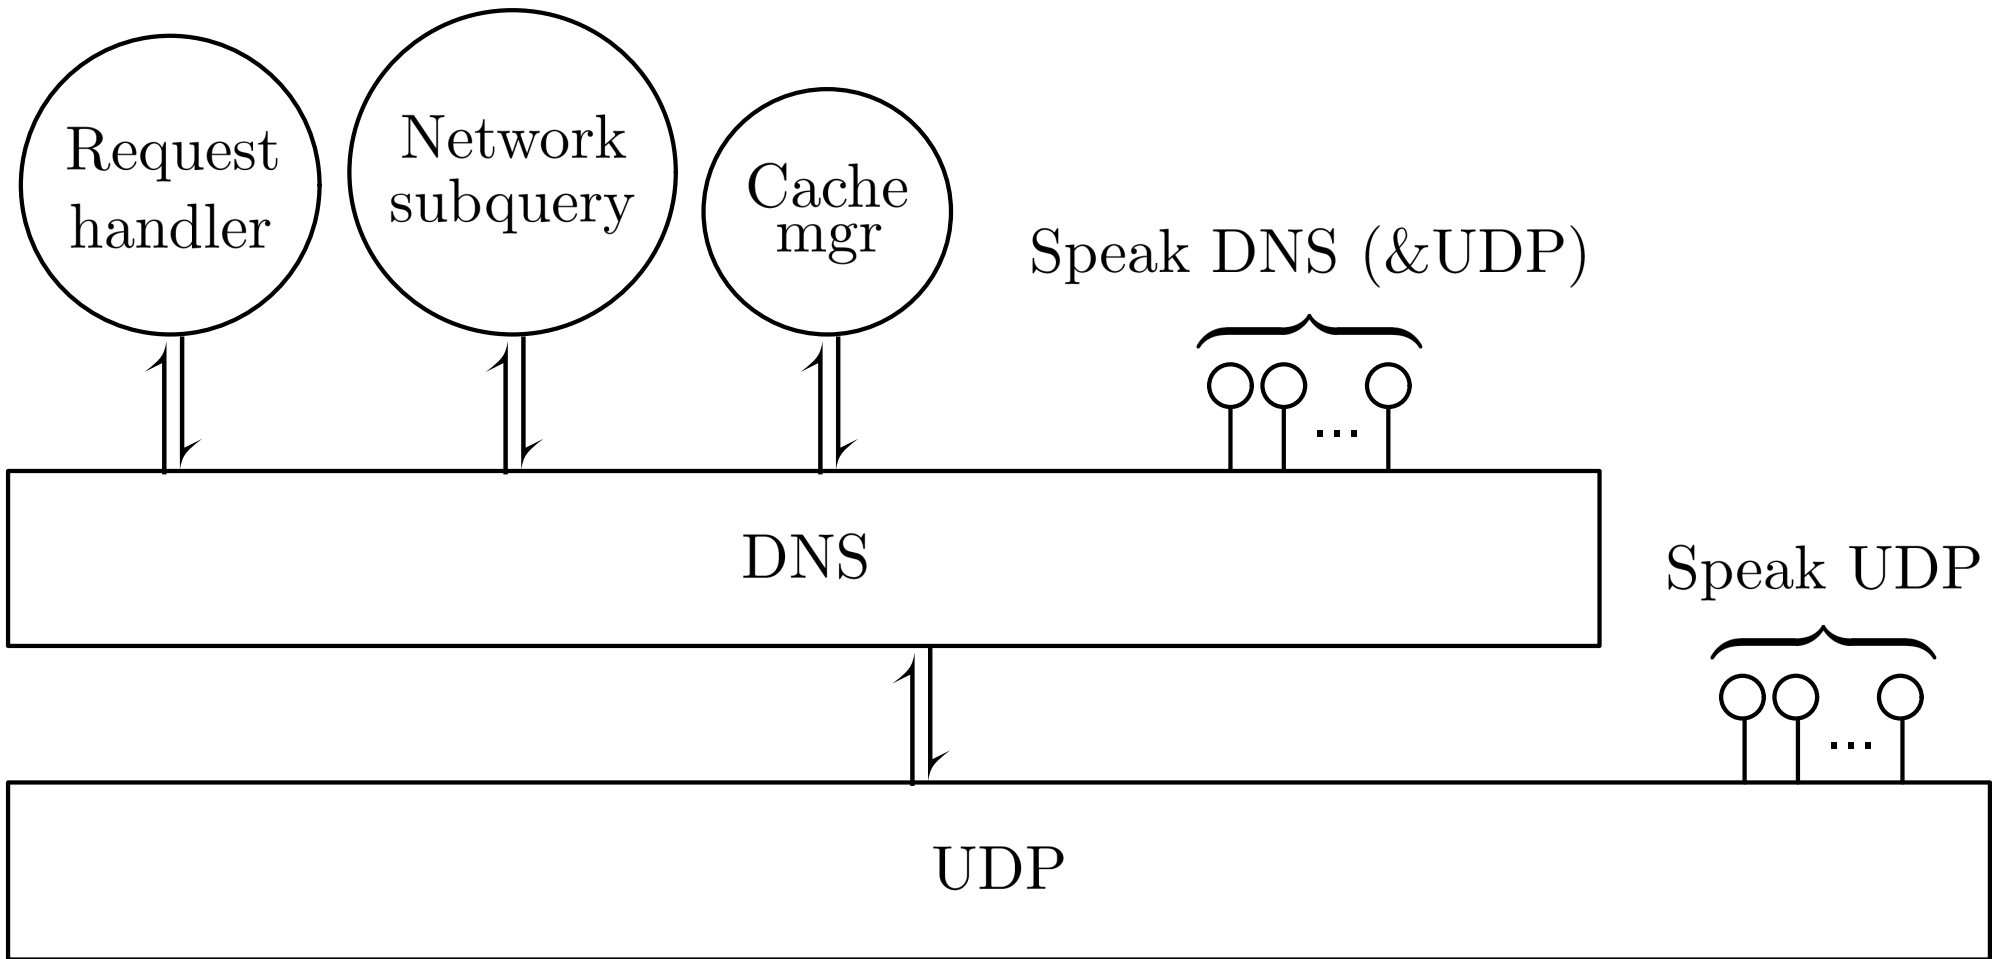 Request
handler
Network
subquery
Cache
mgr
Speak DNS (&UDP)
...
DNS
Speak UDP
...
UDP